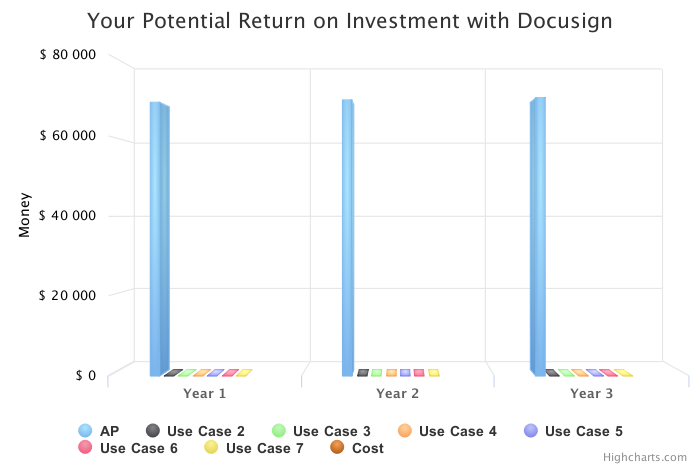 Your Potential Return on Investment with Docusign
$ 80 000
$ 60 000
$ 40 000
$ 20 000
$ 0
Money
Year 1 Year 2 Year 3
AP Use Case 2 Use Case 3 Use Case 4 Use Case 5
Use Case 6 Use Case 7 Cost
Highcharts.com